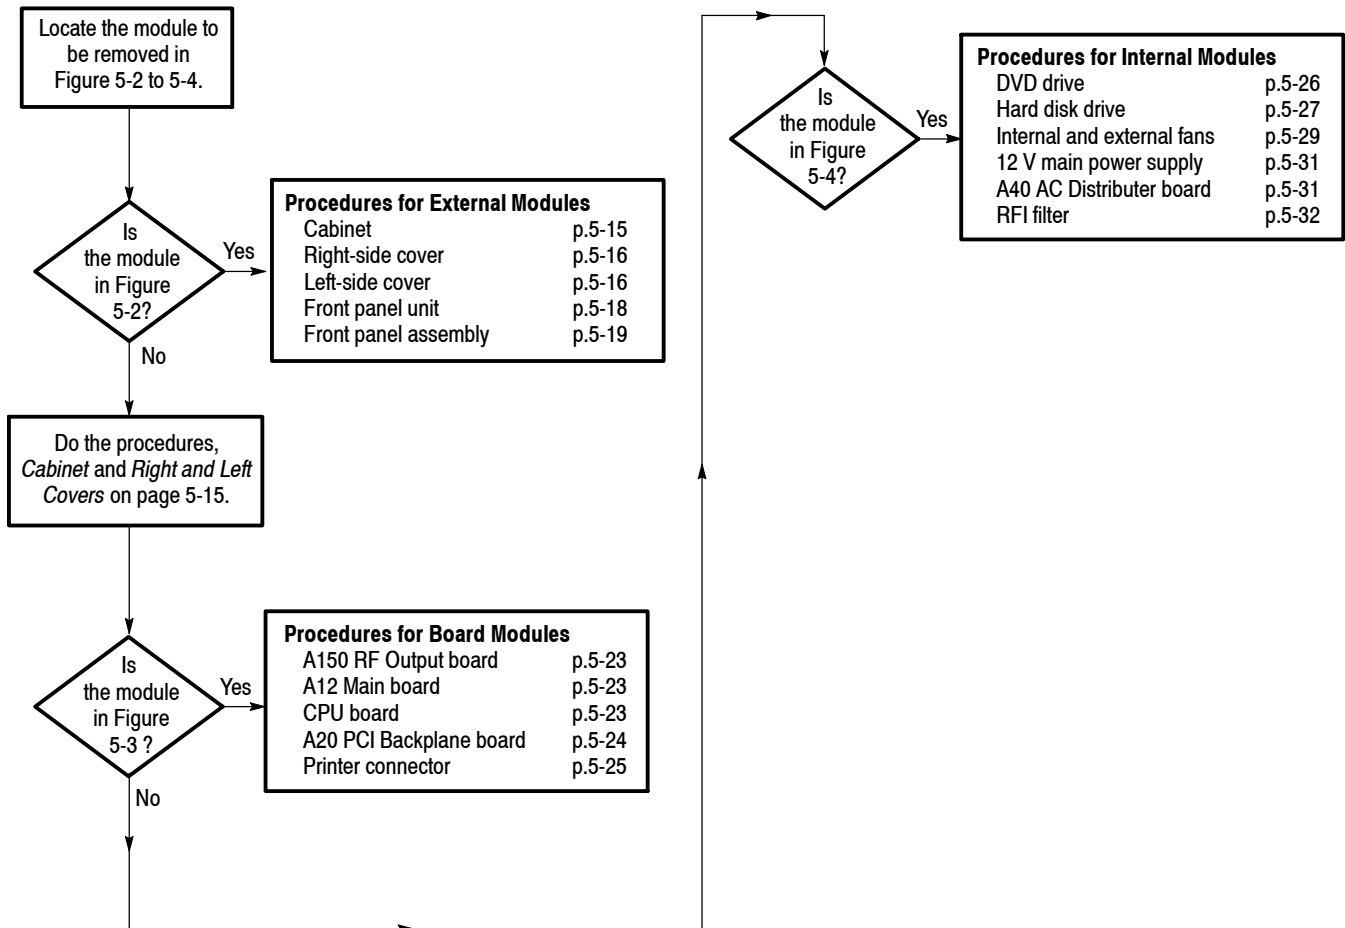 Locate the module to
be removed in
Figure 5-2 to 5-4.
Is
the module
in Figure
5-2?
Yes
No
Procedures for External Modules
Cabinet p.5-15
Right-side cover p.5-16
Left-side cover p.5-16
Front panel unit p.5-18
Front panel assembly p.5-19
Do the procedures,
Cabinet and Right and Left
Covers on page 5-15.
Is
the module
in Figure
5-3 ?
Yes
No
Procedures for Board Modules
A150 RF Output board p.5-23
A12 Main board p.5-23
CPU board p.5-23
A20 PCI Backplane board p.5-24
Printer connector p.5-25
Is
the module
in Figure
5-4?
Yes
Procedures for Internal Modules
DVD drive p.5-26
Hard disk drive p.5-27
Internal and external fans p.5-29
12 V main power supply p.5-31
A40 AC Distributer board p.5-31
RFI filter p.5-32